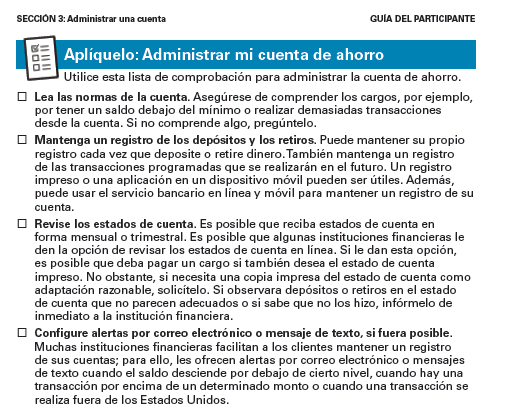 SECCIÓN 3: Administrar una cuenta
GUÍA DEL PARTICIPANTE
Aplíquelo: Administrar mi cuenta de ahorro
Utilice esta lista de comprobación para administrar la cuenta de ahorro.
☐ Lea las normas de la cuenta. Asegúrese de comprender los cargos, por ejemplo,
por tener un saldo debajo del mínimo o realizar demasiadas transacciones
desde la cuenta. Si no comprende algo, pregúntelo.
☐ Mantenga un registro de los depósitos y los retiros. Puede mantener su propio
registro cada vez que deposite o retire dinero. También mantenga un registro
de las transacciones programadas que se realizarán en el futuro. Un registro
impreso o una aplicación en un dispositivo móvil pueden ser útiles. Además,
puede usar el servicio bancario en línea y móvil para mantener un registro de su
cuenta.
☐ Revise los estados de cuenta. Es posible que reciba estados de cuenta en
forma mensual o trimestral. Es posible que algunas instituciones financieras le
den la opción de revisar los estados de cuenta en línea. Si le dan esta opción,
es posible que deba pagar un cargo si también desea el estado de cuenta
impreso. No obstante, si necesita una copia impresa del estado de cuenta como
adaptación razonable, solicítelo. Si observara depósitos o retiros en el estado
de cuenta que no parecen adecuados o si sabe que no los hizo, infórmelo de
inmediato a la institución financiera.
☐ Configure alertas por correo electrónico o mensaje de texto, si fuera posible.
Muchas instituciones financieras facilitan a los clientes mantener un registro
de sus cuentas; para ello, les ofrecen alertas por correo electrónico o mensajes
de texto cuando el saldo desciende por debajo de cierto nivel, cuando hay una
transacción por encima de un determinado monto o cuando una transacción se
realiza fuera de los Estados Unidos.